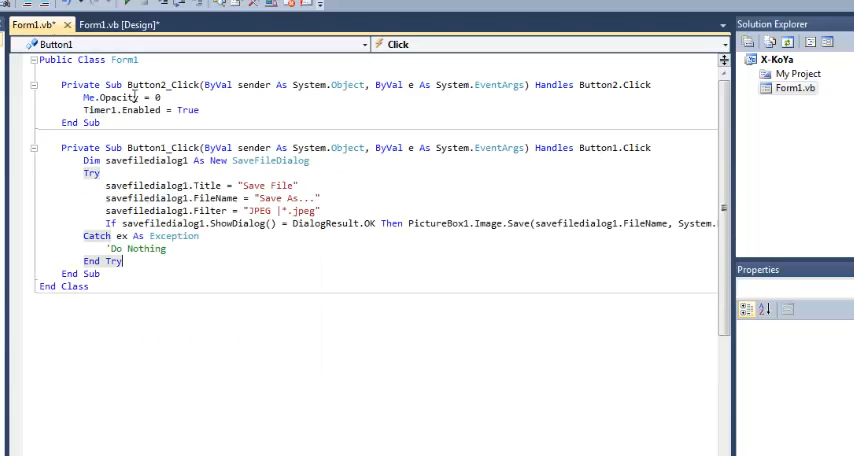 Form1.vb* Form1.vb [Design]*
Button1 Click
Public Class Form1
Private Sub Button2_Click(ByVal sender As System.Object, ByVal e As System.EventArgs) Handles Button2.Click
Me.Opacity = 0
Timer1.Enabled = True
End Sub
Private Sub Button1_Click(ByVal sender As System.Object, ByVal e As System.EventArgs) Handles Button1.Click
Dim savefiledialog1 As New SaveFileDialog
Try
savefiledialog1.Title = "Save File"
savefiledialog1.FileName = "Save As..."
savefiledialog1.Filter = "JPEG |*.jpeg"
If savefiledialog1.ShowDialog() = DialogResult.OK Then PictureBox1.Image.Save(savefiledialog1.FileName, System.
Catch ex As Exception
'Do Nothing
End Try
End Sub
End Class
Solution Explorer
X-KoYa
My Project
Form1.vb
Properties